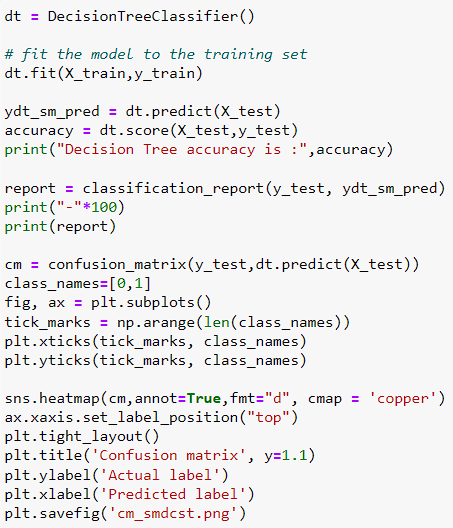 dt = DecisionTreeClassifier()
# fit the model to the training set
dt.fit(X_train,y_train)
ydt_sm_pred = dt.predict(X_test)
accuracy = dt.score(X_test,y_test)
print("Decision Tree accuracy is :",accuracy)
report = classification_report(y_test, ydt_sm_pred)
print("-"*100)
print(report)
cm = confusion_matrix(y_test,dt.predict(X_test))
class_names=[0,1]
fig, ax = plt.subplots()
tick_marks = np.arange(len(class_names))
plt.xticks(tick_marks, class_names)
plt.yticks(tick_marks, class_names)
sns.heatmap(cm,annot=True,fmt="d", cmap = 'copper')
ax.xaxis.set_label_position("top")
plt.tight_layout()
plt.title('Confusion matrix', y=1.1)
plt.ylabel('Actual label')
plt.xlabel('Predicted label')
plt.savefig('cm_smdcst.png')